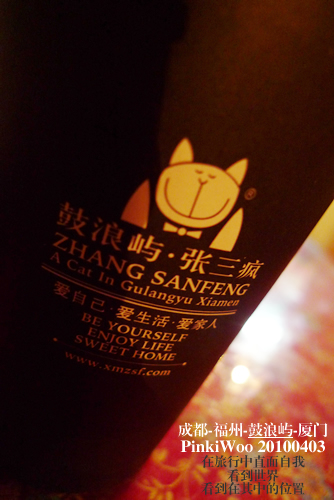 ®
鼓浪屿·张三疯
ZHANG SANFENG
A Cat In Gulangyu Xiamen
爱自己·爱生活·爱家人
BE YOURSELF
ENJOY LIFE
SWEET HOME
www.xmzsf.com
成都-福州-鼓浪屿-厦门
PinkiWoo 20100403
在旅行中直面自我
看到世界
看到在其中的位置